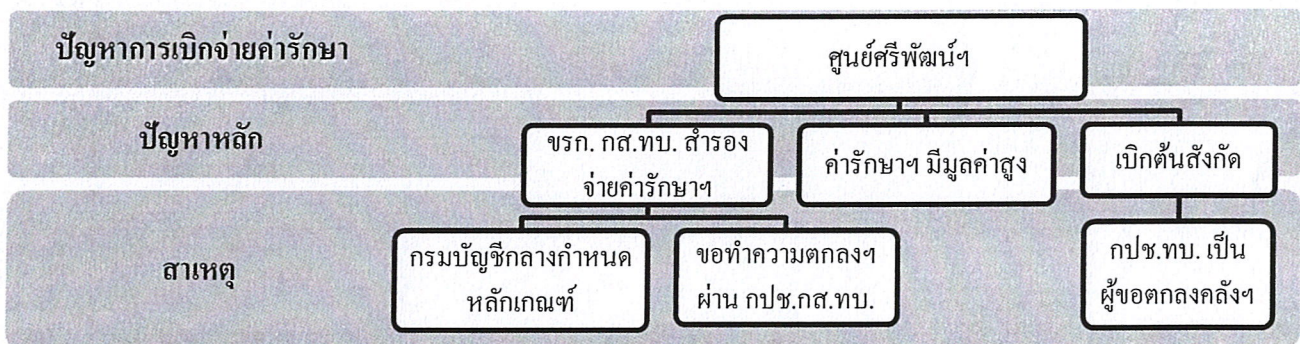 ปัญหาการเบิกจ่ายค่ารักษา
ศูนย์ศรีพัฒน์ฯ
ปัญหาหลัก
ขรก. กส.ทบ. สำรอง
จ่ายค่ารักษาฯ
ค่ารักษาฯ มีมูลค่าสูง
เบิกต้นสังกัด
สาเหตุ
กรมบัญชีกลางกำหนด
หลักเกณฑ์
ขอทำความตกลงฯ
ผ่าน กปช.กส.ทบ.
กปช.ทบ. เป็น
ผู้ขอตกลงคลังฯ